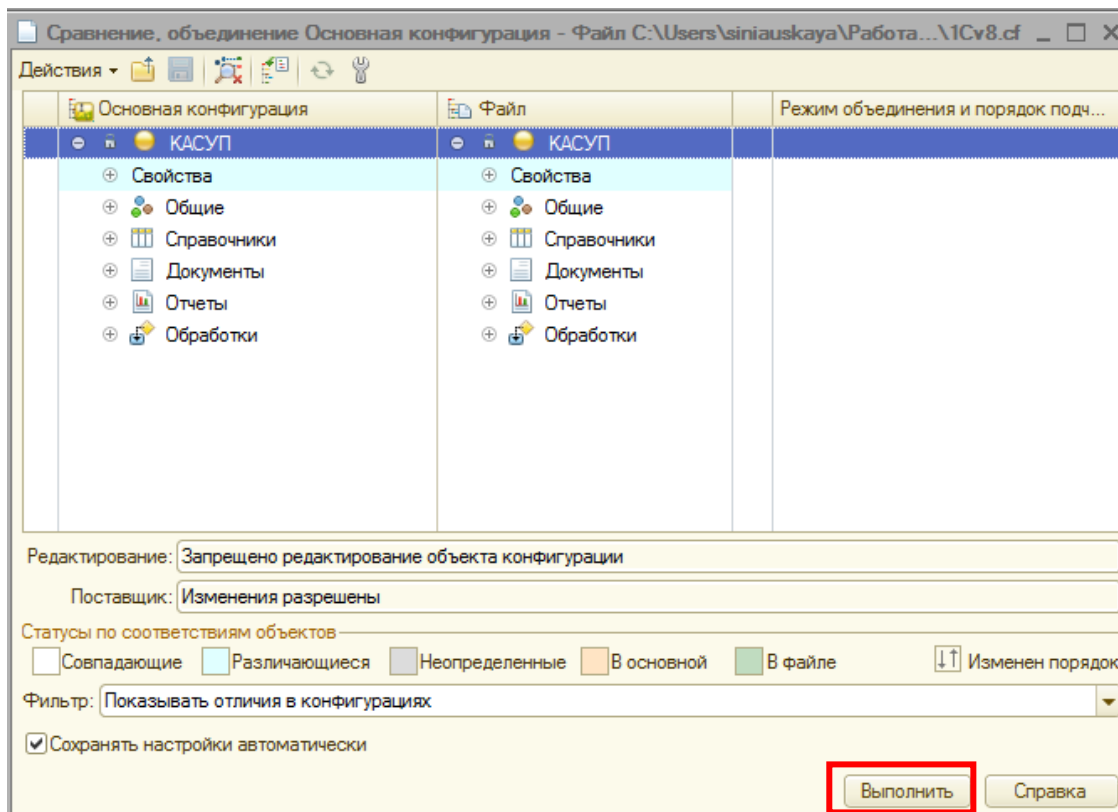 Сравнение, объединение Основная конфигурация - Файл C:\Users\siniauskaya\Работа...\1Cv8.cf
Действия
Основная конфигурация Файл Режим объединения и порядок подч...
КАСУП КАСУП
Свойства Свойства
Общие Общие
Справочники Справочники
Документы Документы
Отчеты Отчеты
Обработки Обработки
Редактирование: Запрещено редактирование объекта конфигурации
Поставщик: Изменения разрешены
Статусы по соответствиям объектов
Совпадающие Различающиеся Неопределенные В основной В файле Изменен порядок
Фильтр: Показывать отличия в конфигурациях
Сохранять настройки автоматически
Выполнить Справка